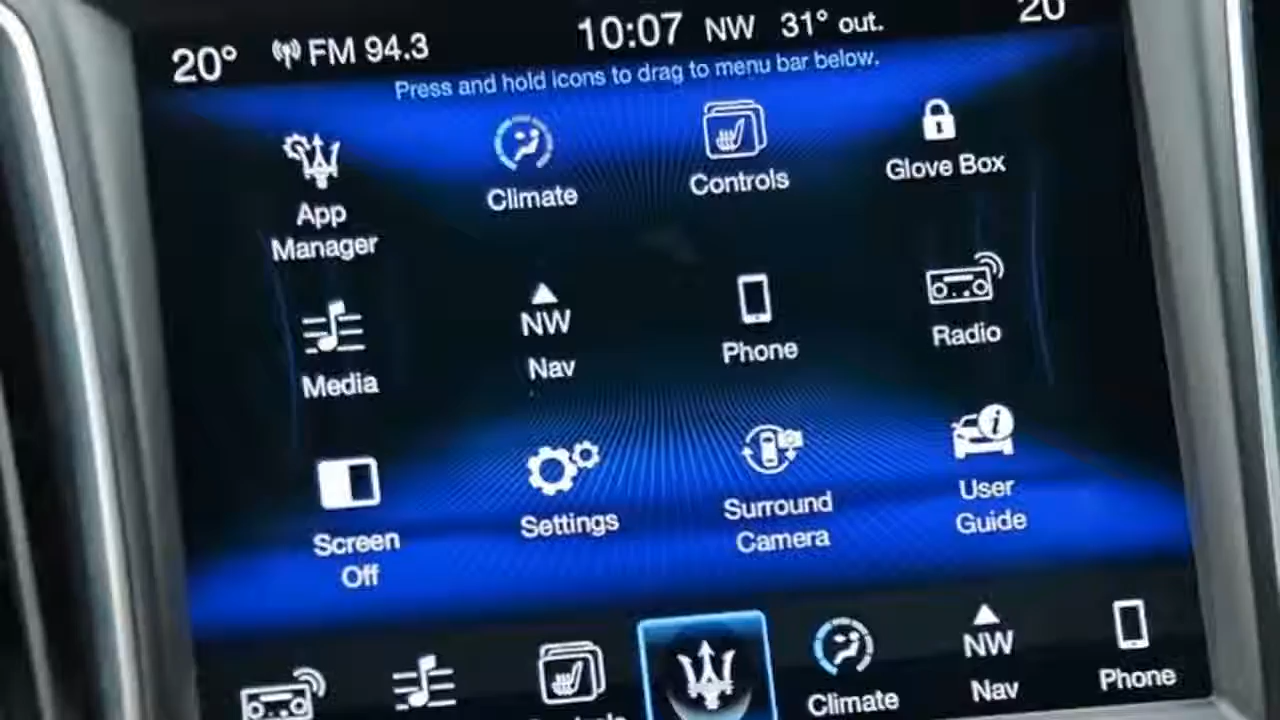 20° FM 94.3 10:07 NW 31° out. 20
Press and hold icons to drag to menu bar below.
App Manager
Climate
Controls
Glove Box
Media
NW
Nav
Phone
Radio
Screen Off
Settings
Surround Camera
i
User Guide
Controls
Climate
NW
Nav
Phone